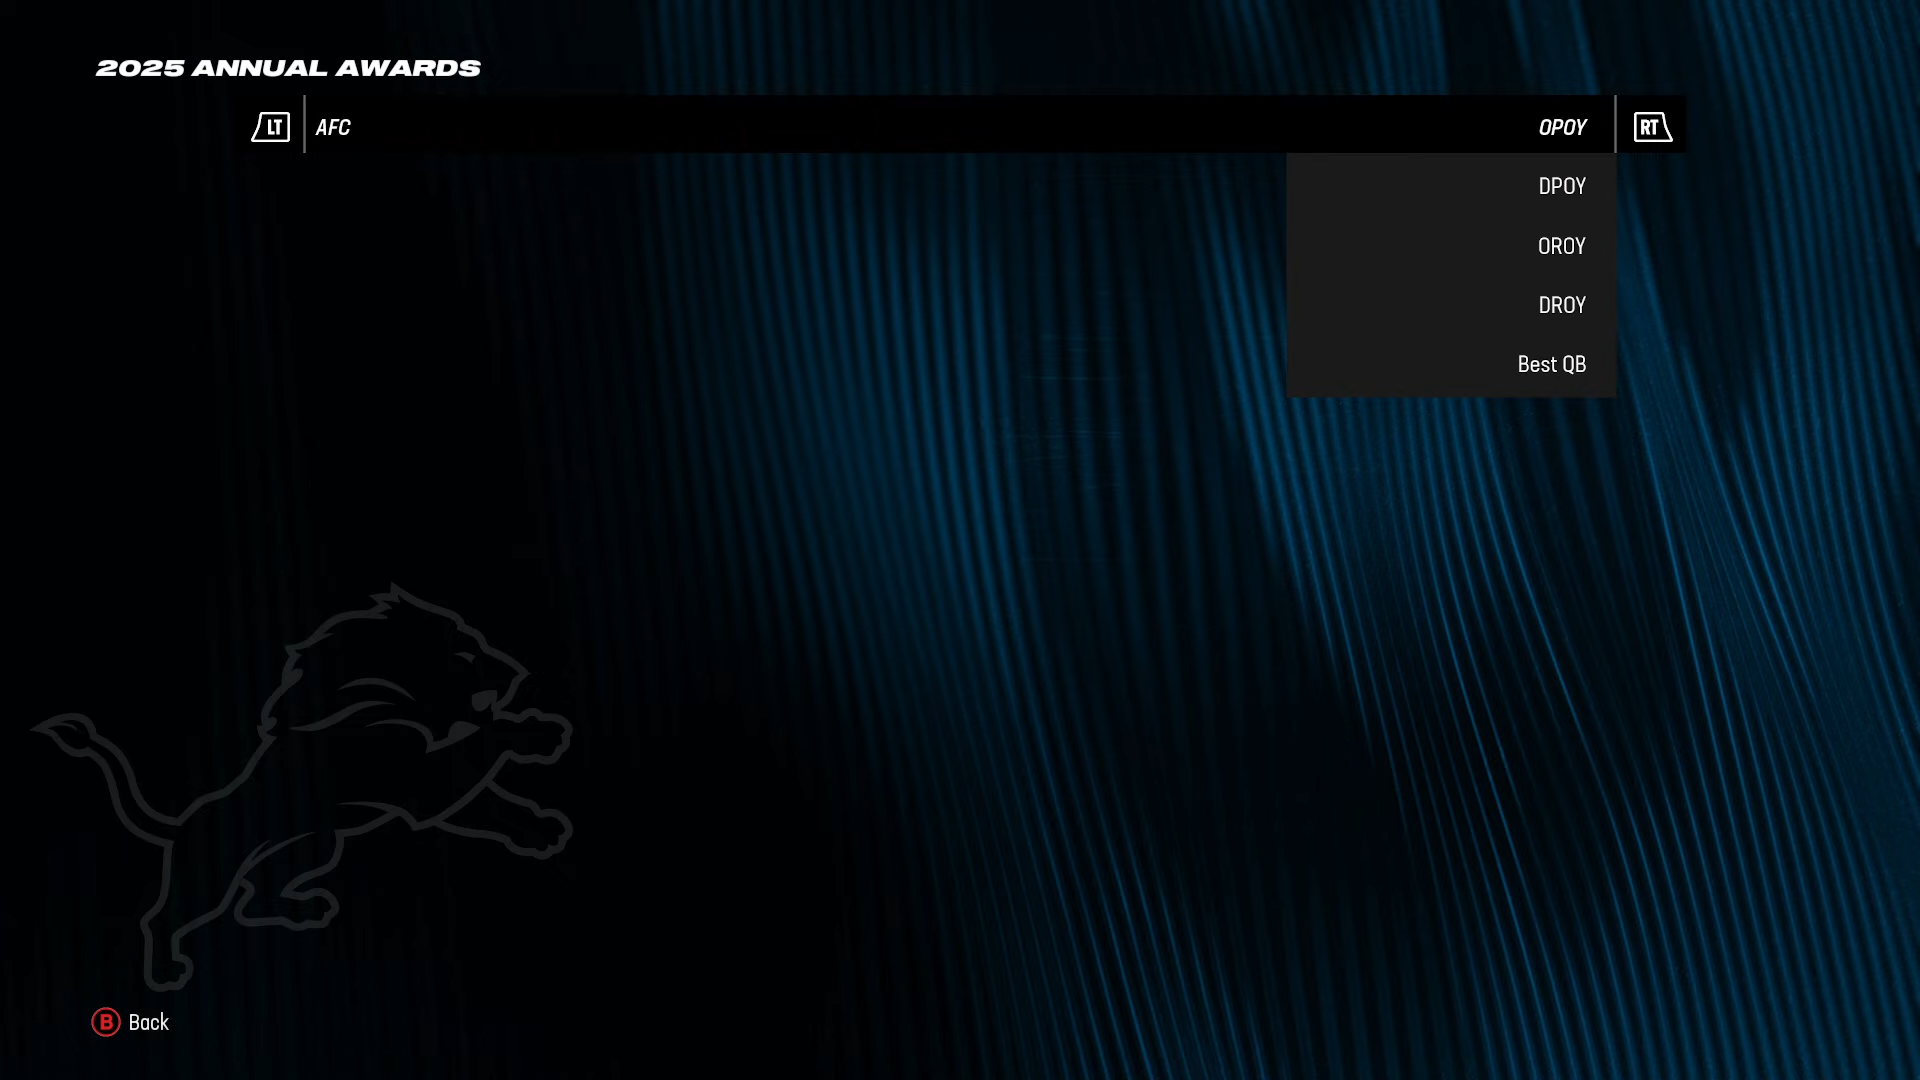 2025 ANNUAL AWARDS
LT AFC OPOY RT
DPOY
OROY
DROY
Best QB
B Back